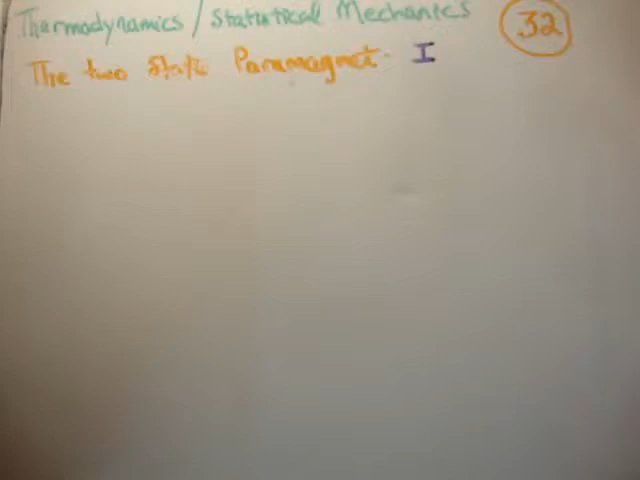 Thermodynamics / Statistical Mechanics
32
The two State Paramagnet - I